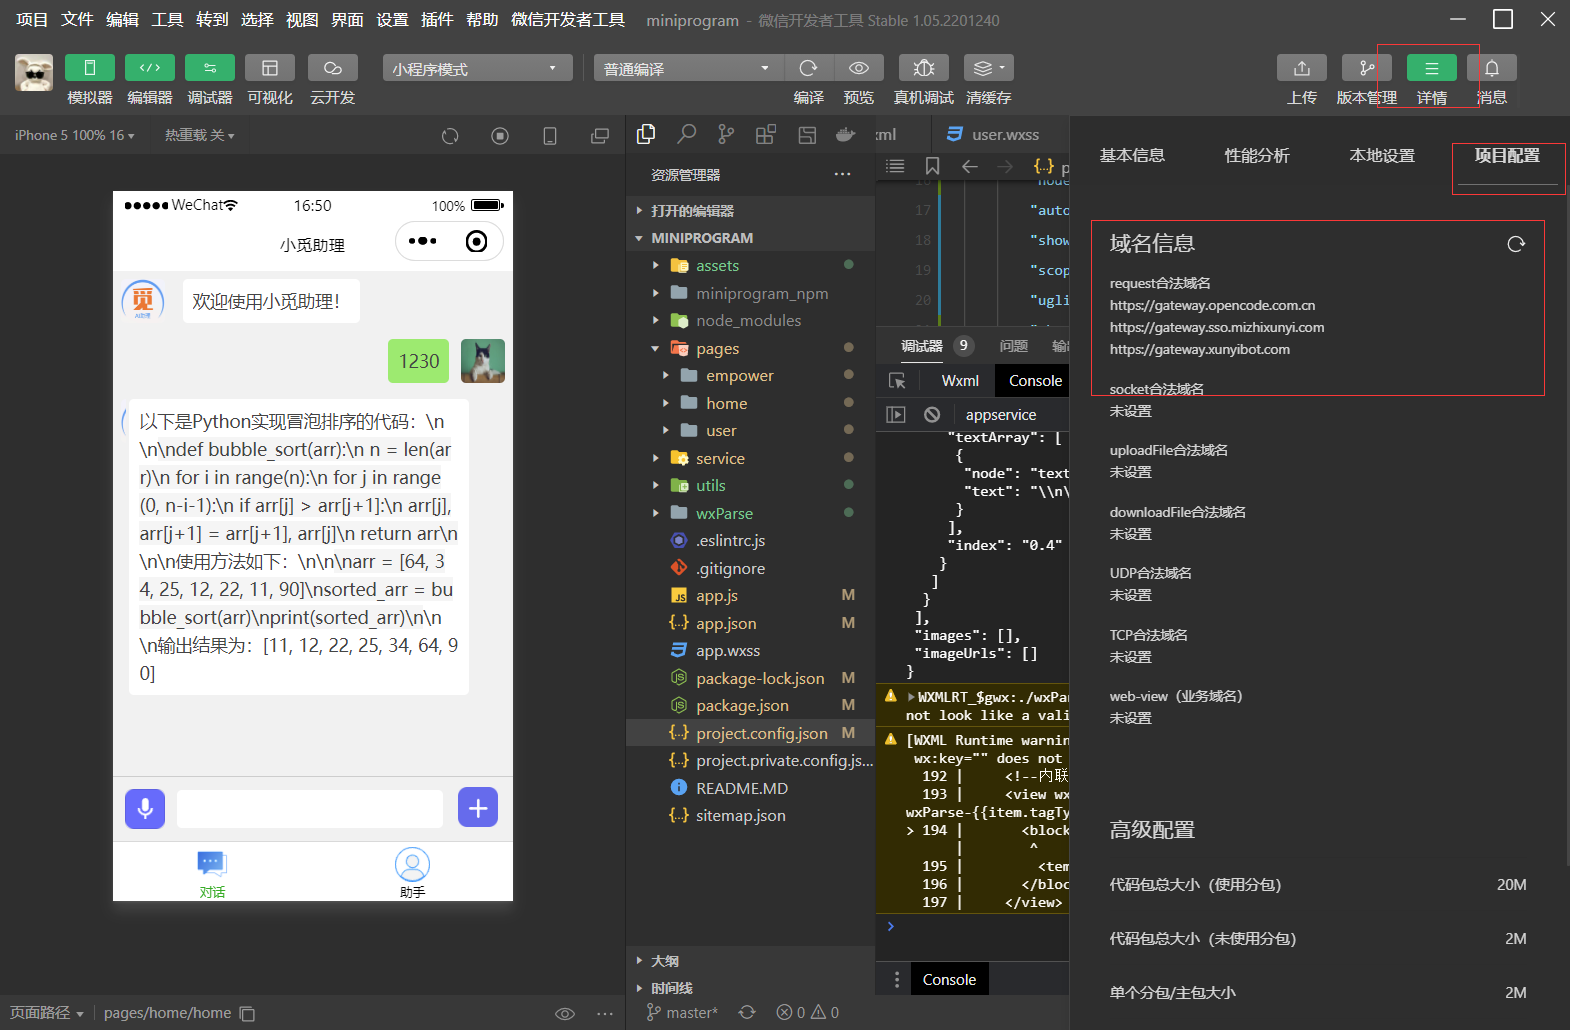 项目 文件 编辑 工具 转到 选择 视图 界面 设置 插件 帮助 微信开发者工具 miniprogram - 微信开发者工具 Stable 1.05.2201240
小程序模式 普通编译
模拟器 编辑器 调试器 可视化 云开发 编译 预览 真机调试 清缓存 上传 版本管理 详情 消息
iPhone 5 100% 16 热重载 关
WeChat 16:50 100%
小觅助理
觅
AI助理
欢迎使用小觅助理!
1230
以下是Python实现冒泡排序的代码：\n
\n\ndef bubble_sort(arr):\n n = len(ar
r)\n for i in range(n):\n for j in range
(0, n-i-1):\n if arr[j] > arr[j+1]:\n arr[j],
arr[j+1] = arr[j+1], arr[j]\n return arr\n
\n\n使用方法如下：\n\n\narr = [64, 3
4, 25, 12, 22, 11, 90]\nsorted_arr = bu
bble_sort(arr)\nprint(sorted_arr)\n\n
\n输出结果为：[11, 12, 22, 25, 34, 64, 9
0]
对话 助手
页面路径 pages/home/home
资源管理器
打开的编辑器
MINIPROGRAM
assets
miniprogram_npm
node_modules
pages
empower
home
user
service
utils
wxParse
.eslintrc.js
.gitignore
app.js M
app.json M
app.wxss
package-lock.json M
package.json M
project.config.json M
project.private.config.js...
README.MD
sitemap.json
大纲
时间线
master* 0 0
xml user.wxss
{..} p
16 "node
17 "auto
18 "show
19 "scop
20 "ugli
调试器 9 问题 输出
Wxml Console
appservice
"textArray": [
{
"node": "text
"text": "\\n\
}
],
"index": "0.4"
}
]
}
],
"images": [],
"imageUrls": []
}
WXMLRT_$gwx:./wxPar
not look like a vali
[WXML Runtime warnin
wx:key="" does not
192 | <!--内联
193 | <view wx
wxParse-{{item.tagTy
> 194 | <block
| ^
195 | <tem
196 | </bloc
197 | </view>
Console
基本信息 性能分析 本地设置 项目配置
域名信息
request合法域名
https://gateway.opencode.com.cn
https://gateway.sso.mizhixunyi.com
https://gateway.xunyibot.com
socket合法域名
未设置
uploadFile合法域名
未设置
downloadFile合法域名
未设置
UDP合法域名
未设置
TCP合法域名
未设置
web-view（业务域名）
未设置
高级配置
代码包总大小（使用分包） 20M
代码包总大小（未使用分包） 2M
单个分包/主包大小 2M